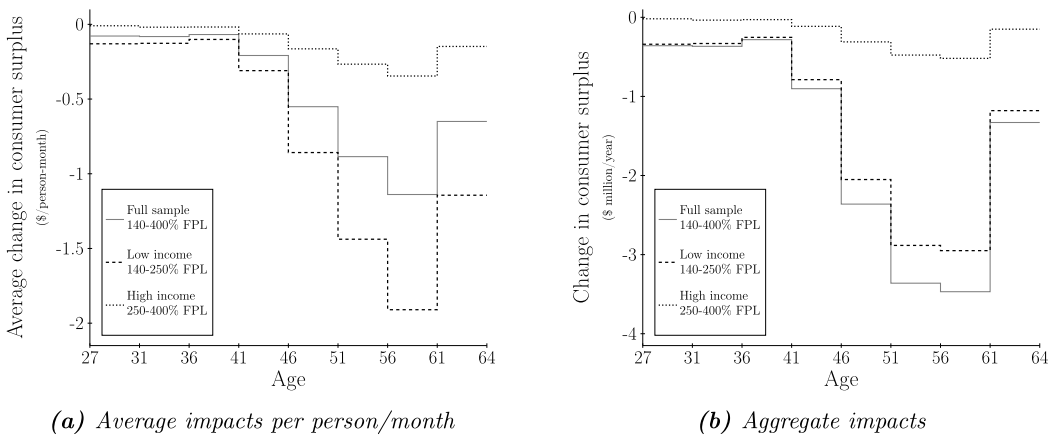 Average change in consumer surplus
($/person-month)
0
-0.5
-1
-1.5
-2
Full sample
140-400% FPL
Low income
140-250% FPL
High income
250-400% FPL
27 31 36 41 46 51 56 61 64
Age
(a) Average impacts per person/month
Change in consumer surplus
($ million/year)
0
-1
-2
-3
-4
Full sample
140-400% FPL
Low income
140-250% FPL
High income
250-400% FPL
27 31 36 41 46 51 56 61 64
Age
(b) Aggregate impacts